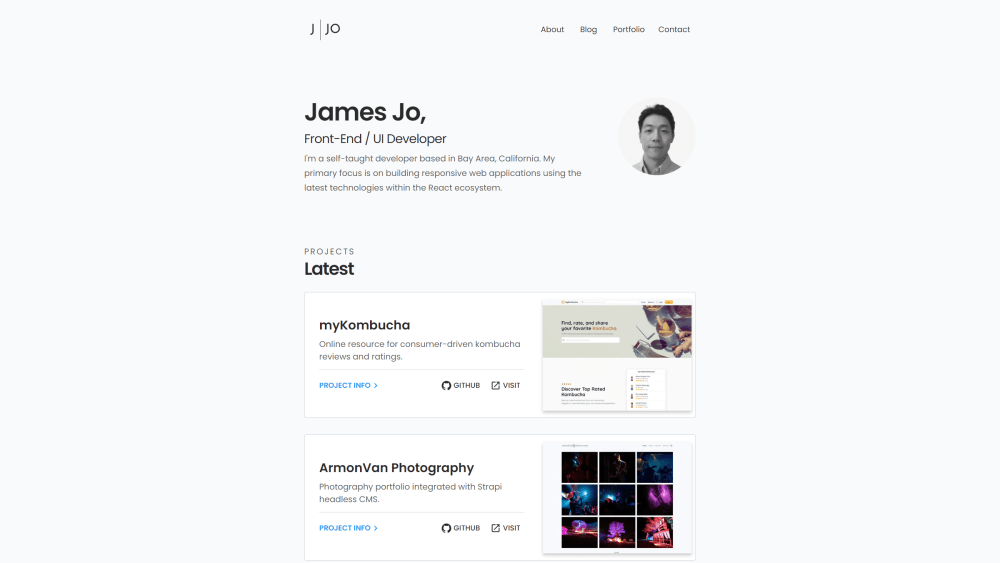 J | JO
About Blog Portfolio Contact
James Jo,
Front-End / UI Developer
I'm a self-taught developer based in Bay Area, California. My
primary focus is on building responsive web applications using the
latest technologies within the React ecosystem.
PROJECTS
Latest
myKombucha
Online resource for consumer-driven kombucha
reviews and ratings.
PROJECT INFO
GITHUB
VISIT
Find, rate, and share
your favorite Kombucha
Discover Top Rated
Kombucha
ArmonVan Photography
Photography portfolio integrated with Strapi
headless CMS.
PROJECT INFO
GITHUB
VISIT